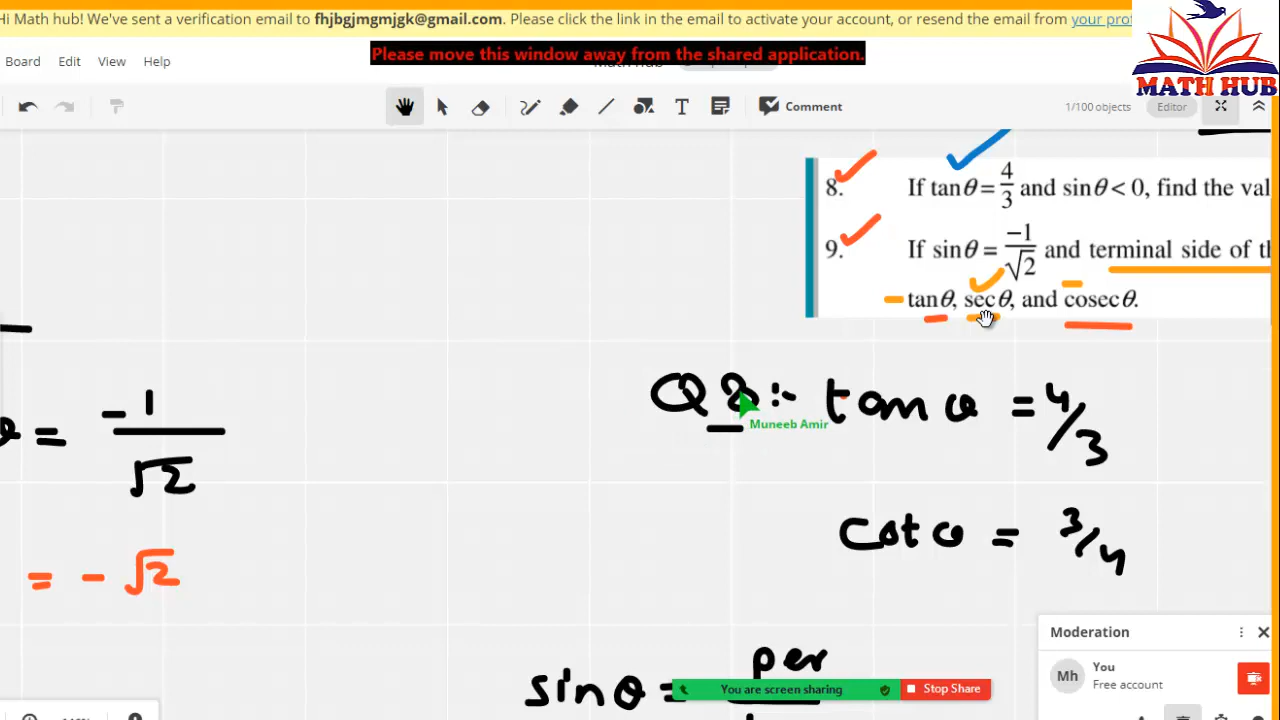 Hi Math hub! We've sent a verification email to fhjbgjmgmjgk@gmail.com. Please click the link in the email to activate your account, or resend the email from your prof
Please move this window away from the shared application.
MATH HUB
Board Edit View Help
Comment
1/100 objects
Editor
8. If tanθ = 4/3 and sinθ < 0, find the val
9. If sinθ = -1/√2 and terminal side of th
tanθ, secθ, and cosecθ.
Q8:- tanθ = 4/3
Muneeb Amir
= -1/√2
cotθ = 3/4
= -√2
Moderation
sinθ = per
Mh
You
Free account
You are screen sharing
Stop Share